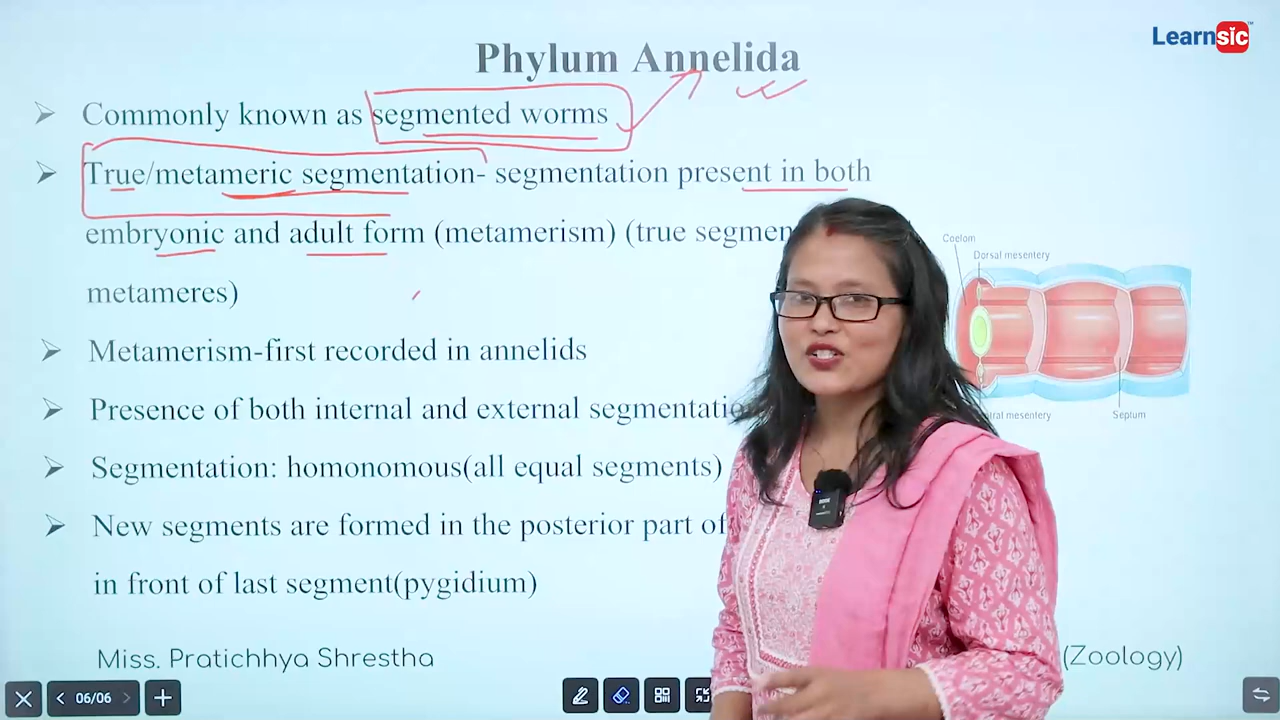 Learnsic
Phylum Annelida
Commonly known as segmented worms
True/metameric segmentation- segmentation present in both
embryonic and adult form (metamerism) (true
metameres)
Metamerism-first recorded in annelids
Presence of both internal and external
Segmentation: homonomous(all equal segments)
New segments are formed in the posterior part of
in front of last segment(pygidium)
Coelom
Dorsal mesentery
mesentery
Septum
Miss. Pratichhya Shrestha
(Zoology)
06/06